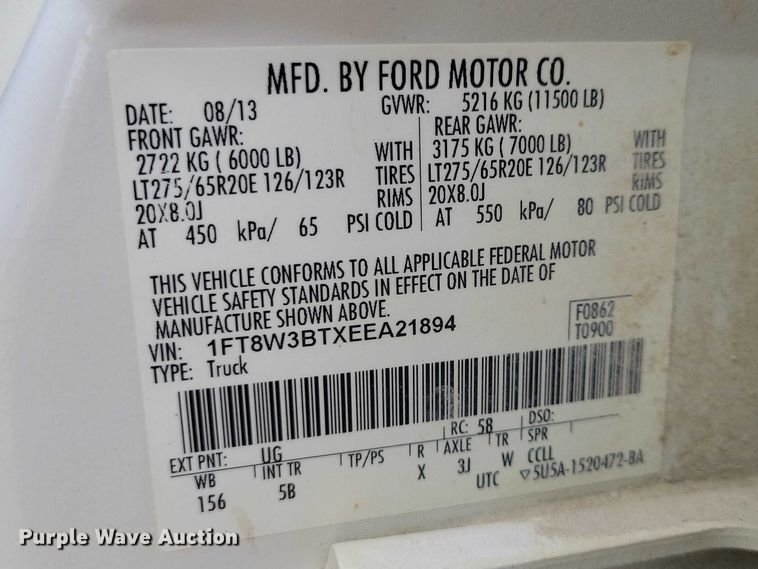 MFD. BY FORD MOTOR CO.
DATE: 08/13 GVWR: 5216 KG (11500 LB)
FRONT GAWR: REAR GAWR:
2722 KG ( 6000 LB) WITH 3175 KG ( 7000 LB) WITH
LT275/65R20E 126/123R TIRES LT275/65R20E 126/123R TIRES
20X8.0J RIMS 20X8.0J RIMS
AT 450 kPa/ 65 PSI COLD AT 550 kPa/ 80 PSI COLD
THIS VEHICLE CONFORMS TO ALL APPLICABLE FEDERAL MOTOR
VEHICLE SAFETY STANDARDS IN EFFECT ON THE DATE OF
MANUFACTURE SHOWN ABOVE.
VIN: 1FT8W3BTXEEA21894 F0862
TYPE: Truck T0900
EXT PNT: UG RC: 58 DSO:
WB INT TR TP/PS R AXLE TR SPR
156 5B X 3J W CCLL
UTC ▽5U5A-1520472-BA
Purple Wave Auction